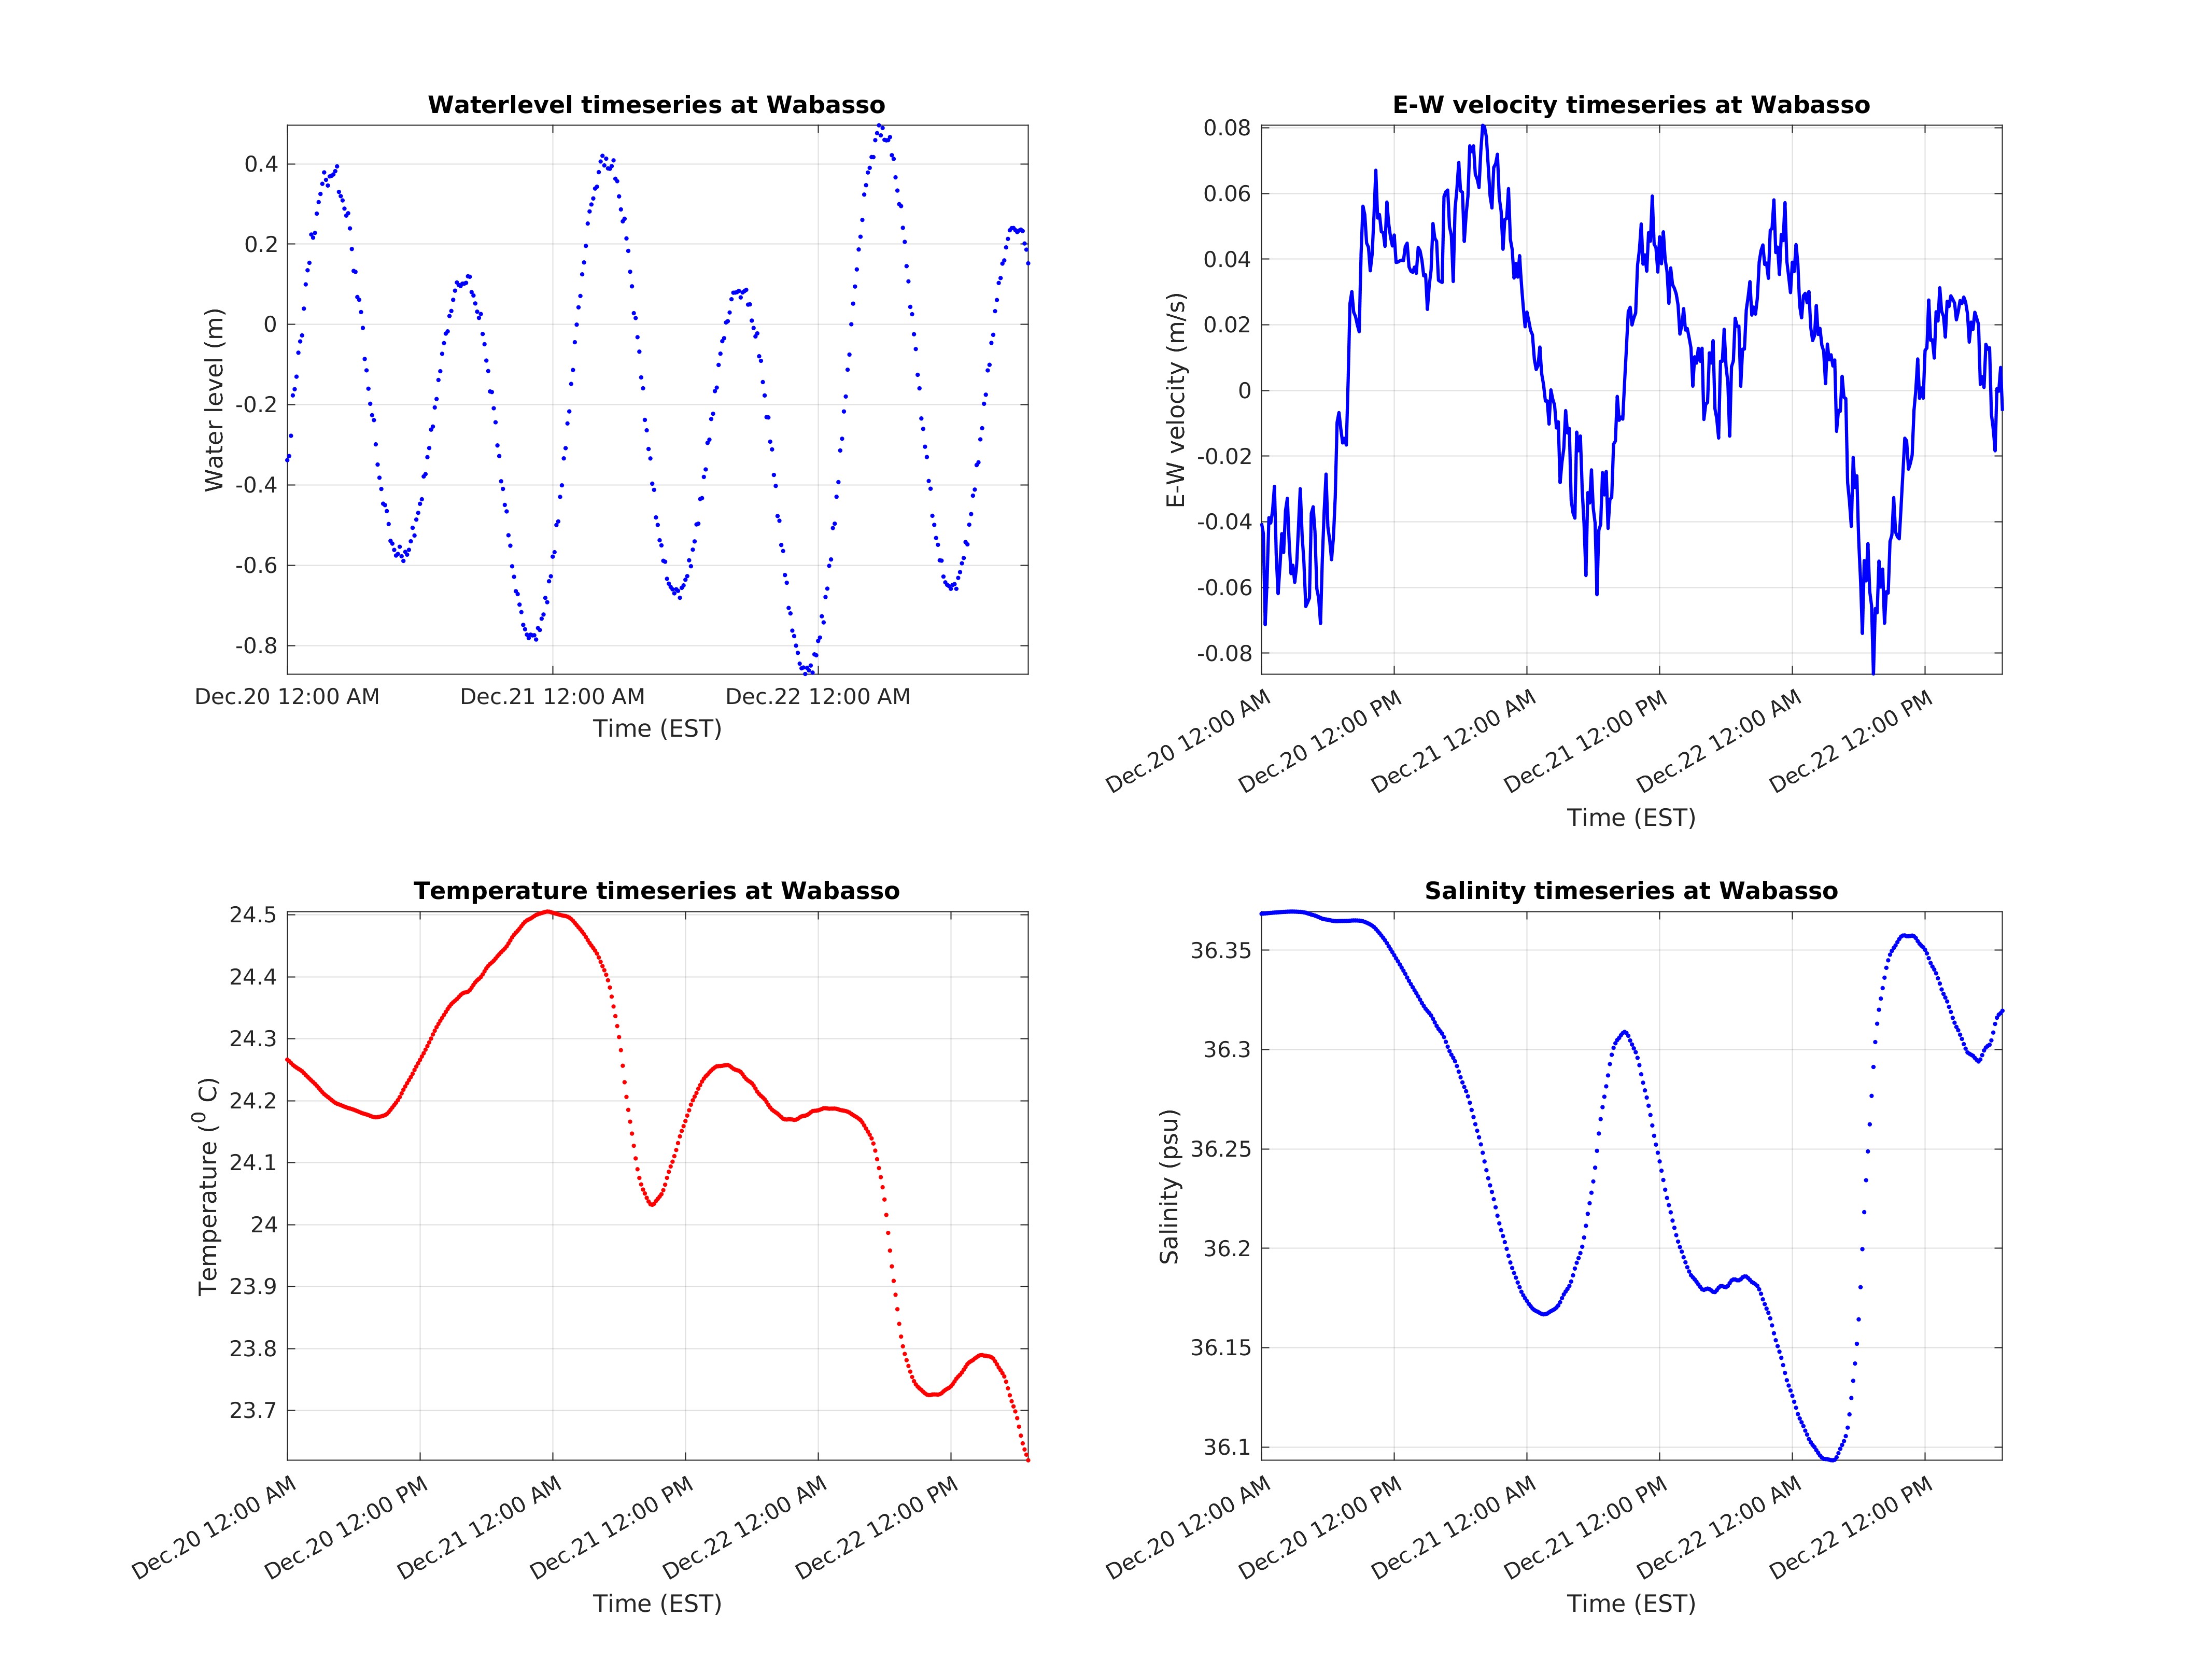 Waterlevel timeseries at Wabasso
0.4
0.2
0
-0.2
-0.4
-0.6
-0.8
Water level (m)
Dec.20 12:00 AM
Dec.21 12:00 AM
Dec.22 12:00 AM
Time (EST)
E-W velocity timeseries at Wabasso
0.08
0.06
0.04
0.02
0
-0.02
-0.04
-0.06
-0.08
E-W velocity (m/s)
Dec.20 12:00 AM
Dec.20 12:00 PM
Dec.21 12:00 AM
Dec.21 12:00 PM
Dec.22 12:00 AM
Dec.22 12:00 PM
Time (EST)
Temperature timeseries at Wabasso
24.5
24.4
24.3
24.2
24.1
24
23.9
23.8
23.7
Temperature (⁰ C)
Dec.20 12:00 AM
Dec.20 12:00 PM
Dec.21 12:00 AM
Dec.21 12:00 PM
Dec.22 12:00 AM
Dec.22 12:00 PM
Time (EST)
Salinity timeseries at Wabasso
36.35
36.3
36.25
36.2
36.15
36.1
Salinity (psu)
Dec.20 12:00 AM
Dec.20 12:00 PM
Dec.21 12:00 AM
Dec.21 12:00 PM
Dec.22 12:00 AM
Dec.22 12:00 PM
Time (EST)